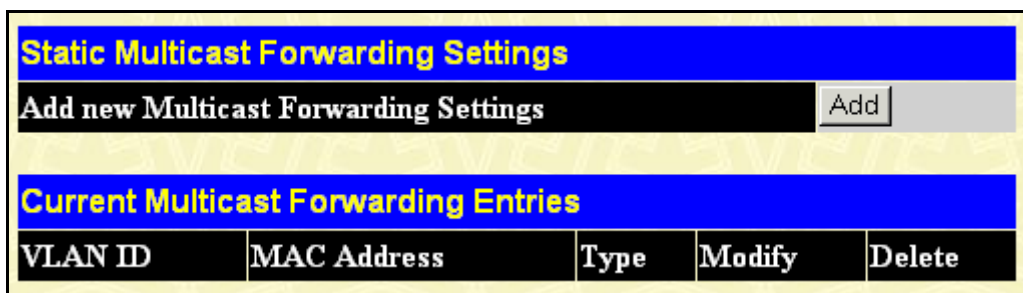 Static Multicast Forwarding Settings
Add new Multicast Forwarding Settings Add
Current Multicast Forwarding Entries
VLAN ID MAC Address Type Modify Delete